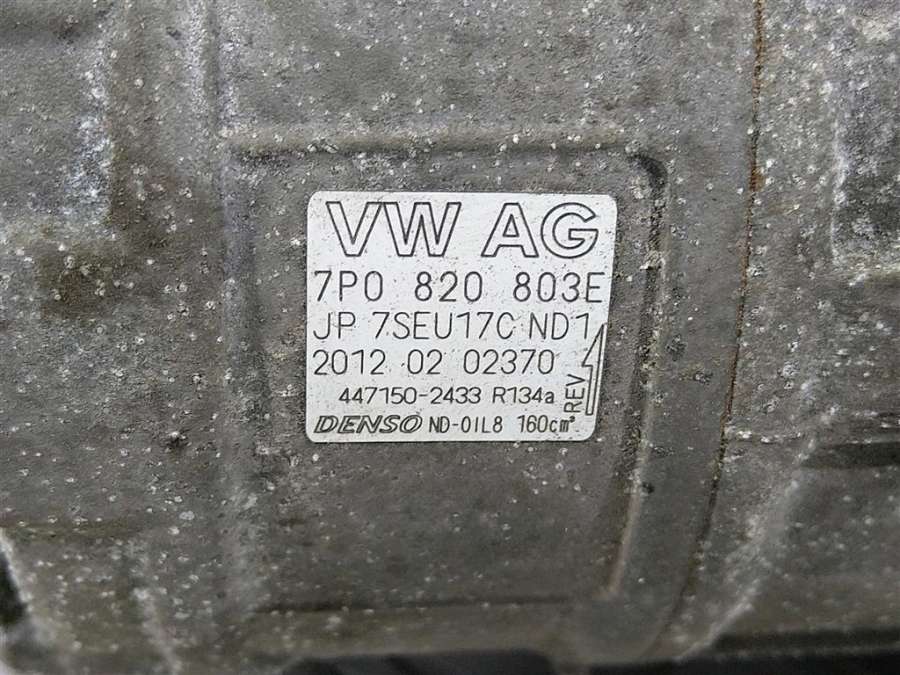 VW AG
7P0 820 803E
JP 7SEU17C ND1
2012 02 02370
447150-2433 R134a
REV
DENSO ND-OIL8 160cm³